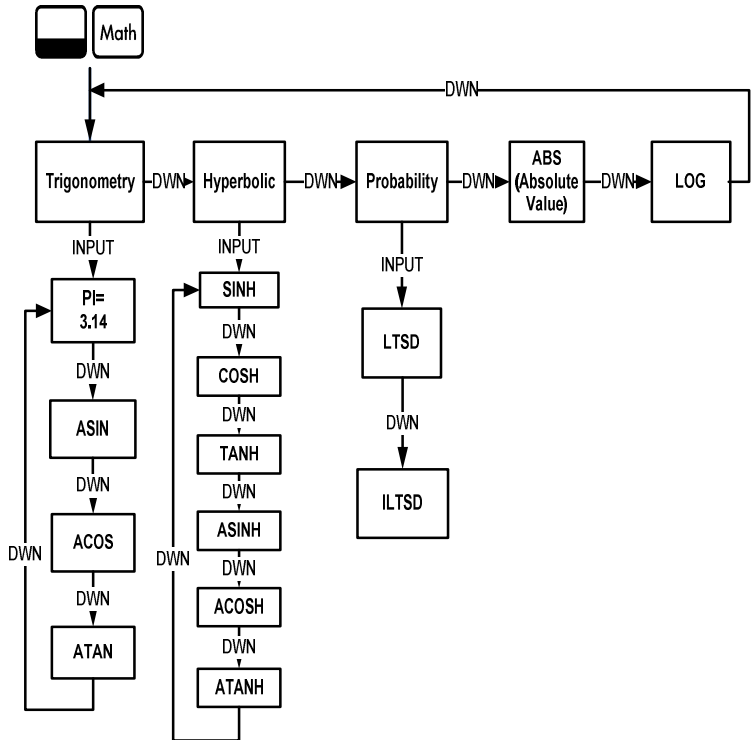 Math
DWN
Trigonometry
DWN
Hyperbolic
DWN
Probability
DWN
ABS
(Absolute
Value)
DWN
LOG
INPUT
PI=
3.14
DWN
ASIN
DWN
ACOS
DWN
ATAN
DWN
INPUT
SINH
DWN
COSH
DWN
TANH
DWN
ASINH
DWN
ACOSH
DWN
ATANH
DWN
INPUT
LTSD
DWN
ILTSD